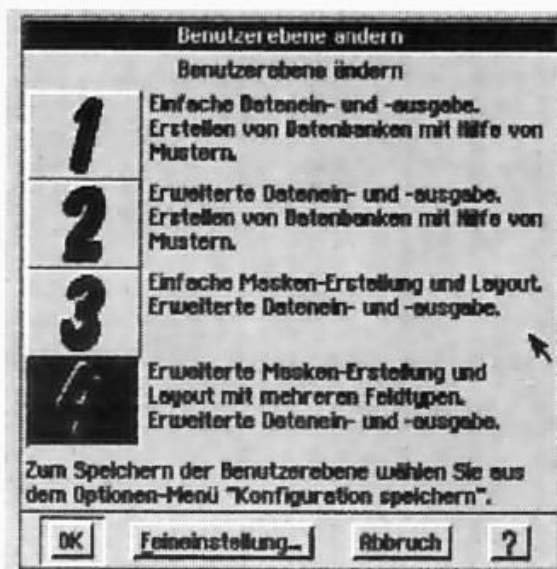 Benutzerebene ändern
Benutzerebene ändern
1
Einfache Datenein- und -ausgabe.
Erstellen von Datenbanken mit Hilfe von
Mustern.
2
Erweiterte Datenein- und -ausgabe.
Erstellen von Datenbanken mit Hilfe von
Mustern.
3
Einfache Masken-Erstellung und Layout.
Erweiterte Datenein- und -ausgabe.
4
Erweiterte Masken-Erstellung und
Layout mit mehreren Feldtypen.
Erweiterte Datenein- und -ausgabe.
Zum Speichern der Benutzerebene wählen Sie aus
dem Optionen-Menü "Konfiguration speichern".
OK Feineinstellung... Abbruch ?